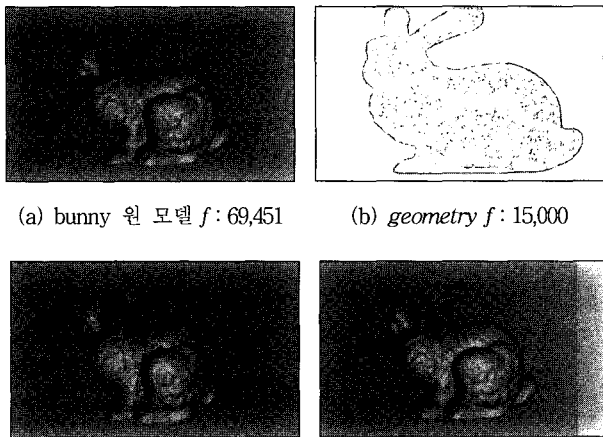 (a) bunny 원 모델 f : 69,451
(b) geometry f : 15,000